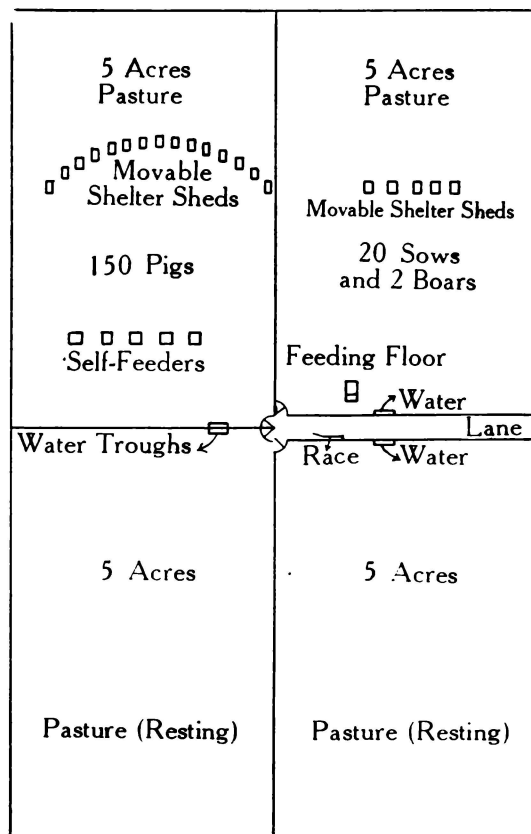 5 Acres
Pasture
5 Acres
Pasture
Movable
Shelter Sheds
Movable Shelter Sheds
150 Pigs
20 Sows
and 2 Boars
Self-Feeders
Feeding Floor
Water
Lane
Water Troughs
Race
Water
5 Acres
5 Acres
Pasture (Resting)
Pasture (Resting)